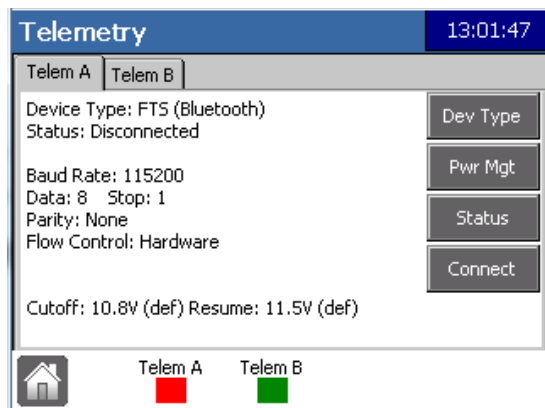 Telemetry 13:01:47
Telem A Telem B
Device Type: FTS (Bluetooth)
Status: Disconnected
Baud Rate: 115200
Data: 8 Stop: 1
Parity: None
Flow Control: Hardware
Cutoff: 10.8V (def) Resume: 11.5V (def)
Dev Type
Pwr Mgt
Status
Connect
Telem A Telem B